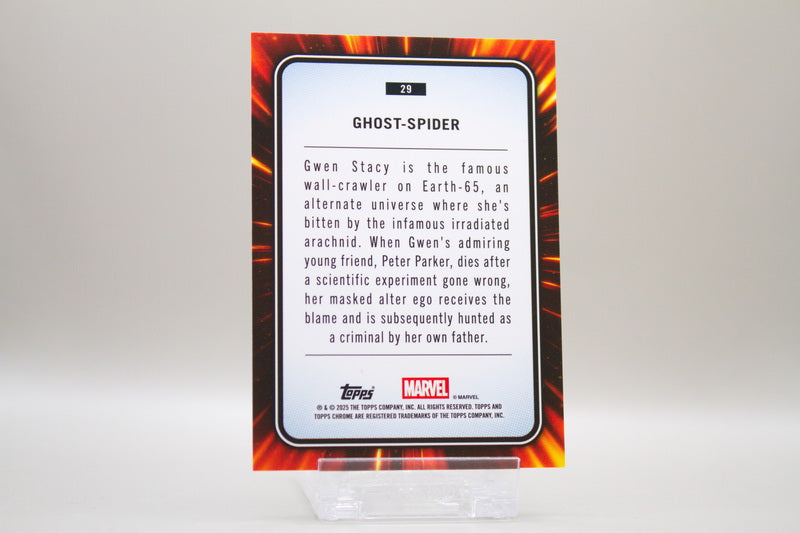 29
GHOST-SPIDER
Gwen Stacy is the famous
wall-crawler on Earth-65, an
alternate universe where she's
bitten by the infamous irradiated
arachnid. When Gwen's admiring
young friend, Peter Parker, dies after
a scientific experiment gone wrong,
her masked alter ego receives the
blame and is subsequently hunted as
a criminal by her own father.
Topps® MARVEL © MARVEL
® & © 2025 THE TOPPS COMPANY, INC. ALL RIGHTS RESERVED. TOPPS AND
TOPPS CHROME ARE REGISTERED TRADEMARKS OF THE TOPPS COMPANY, INC.